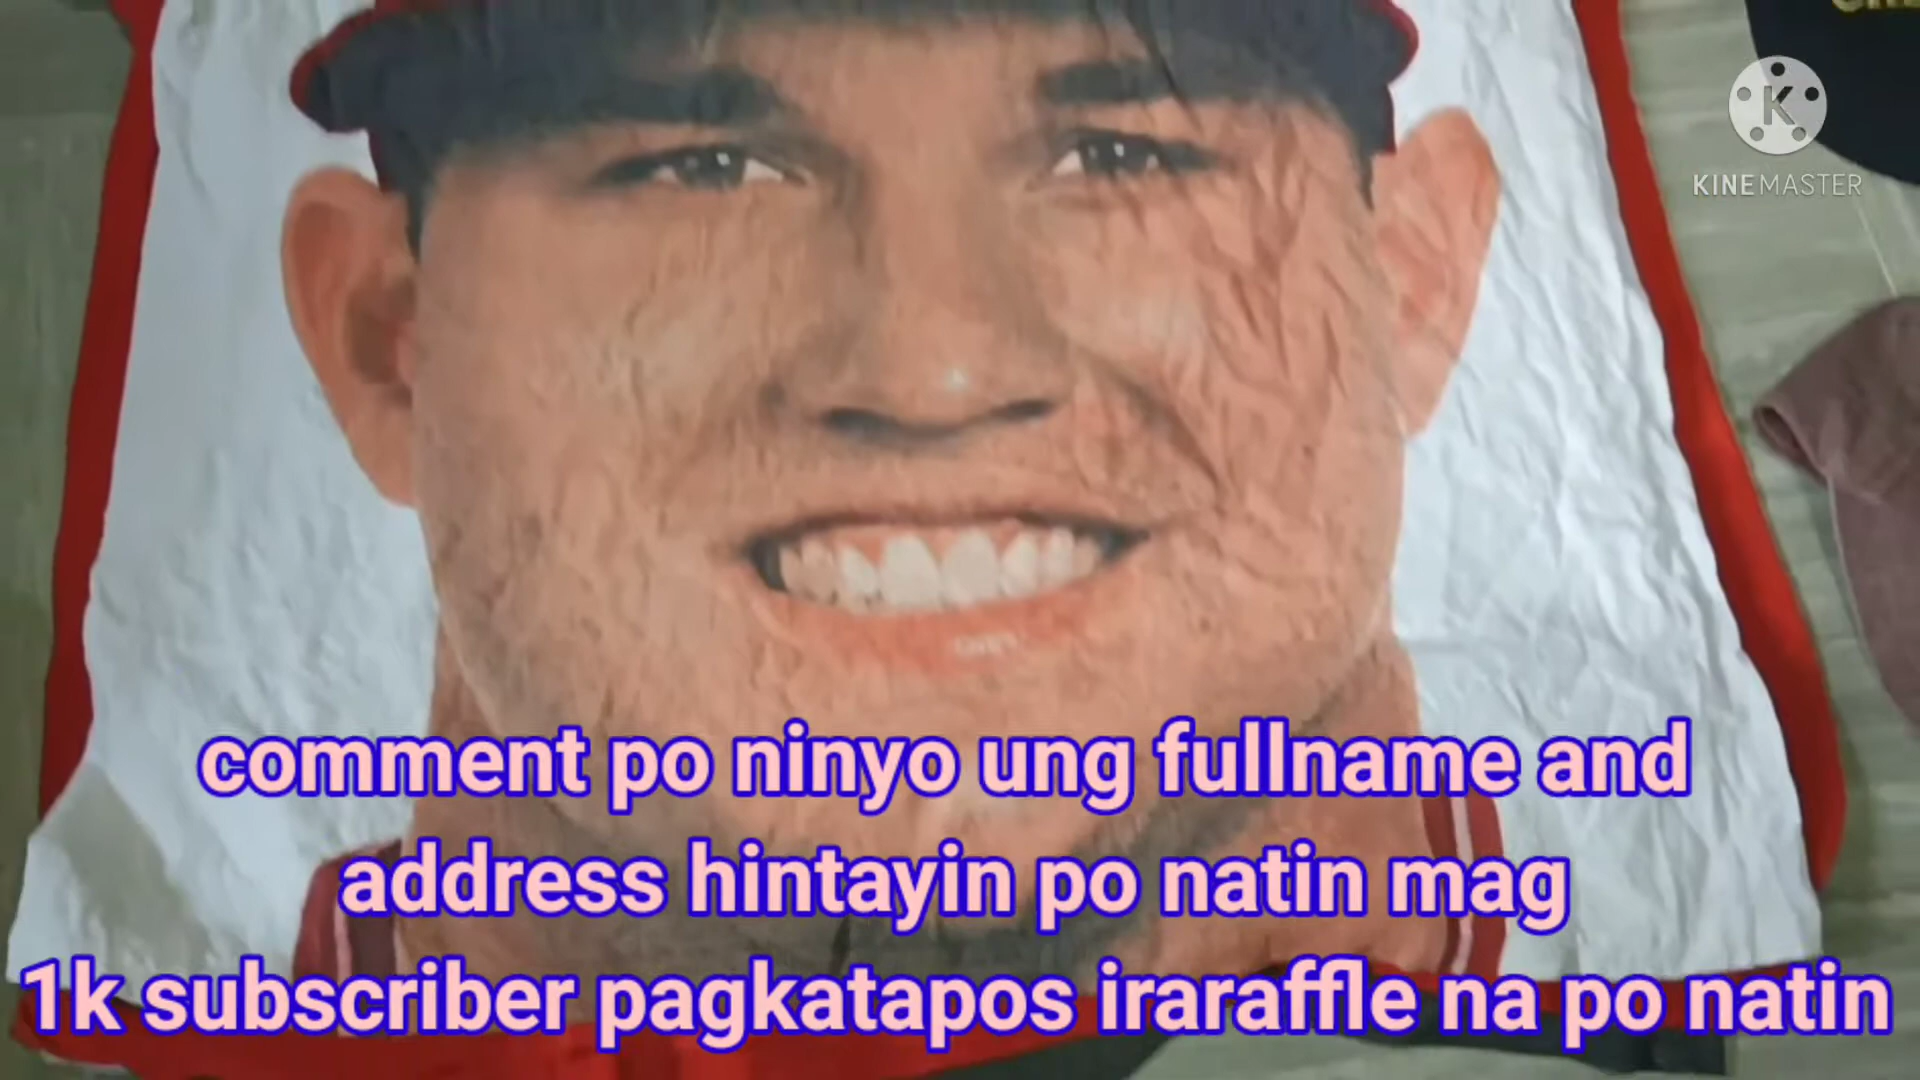 KINEMASTER
comment po ninyo ung fullname and
address hintayin po natin mag
1k subscriber pagkatapos iraraffle na po natin